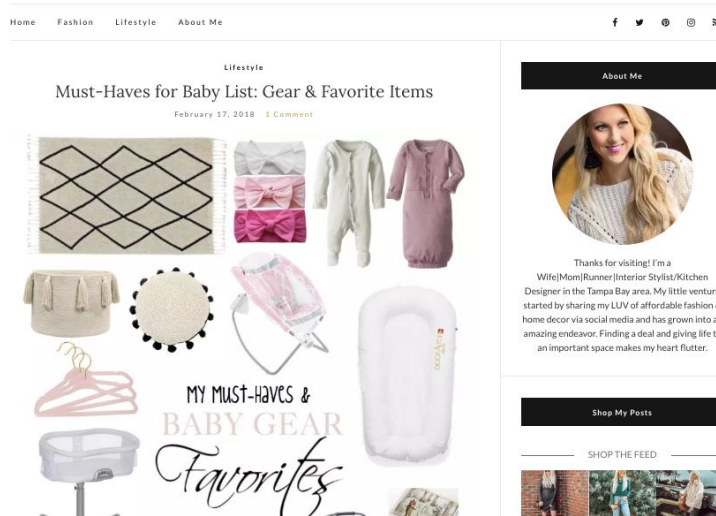 Home Fashion Lifestyle About Me
Lifestyle
Must-Haves for Baby List: Gear & Favorite Items
February 17, 2018 1 Comment
MY MUST-HAVES &
BABY GEAR
Favorites
About Me
Thanks for visiting! I'm a
Wife|Mom|Runner|Interior Stylist/Kitchen
Designer in the Tampa Bay area. My little ventur
started by sharing my LUV of affordable fashion
home decor via social media and has grown into a
amazing endeavor. Finding a deal and giving life t
an important space makes my heart flutter.
Shop My Posts
SHOP THE FEED